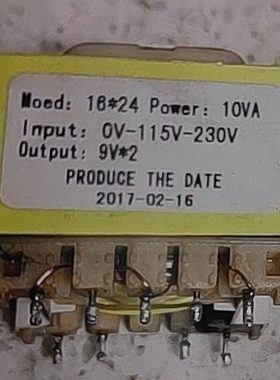 Moed: 16*24 Power: 10VA
Input: 0V-115V-230V
Output: 9V*2
PRODUCE THE DATE
2017-02-16